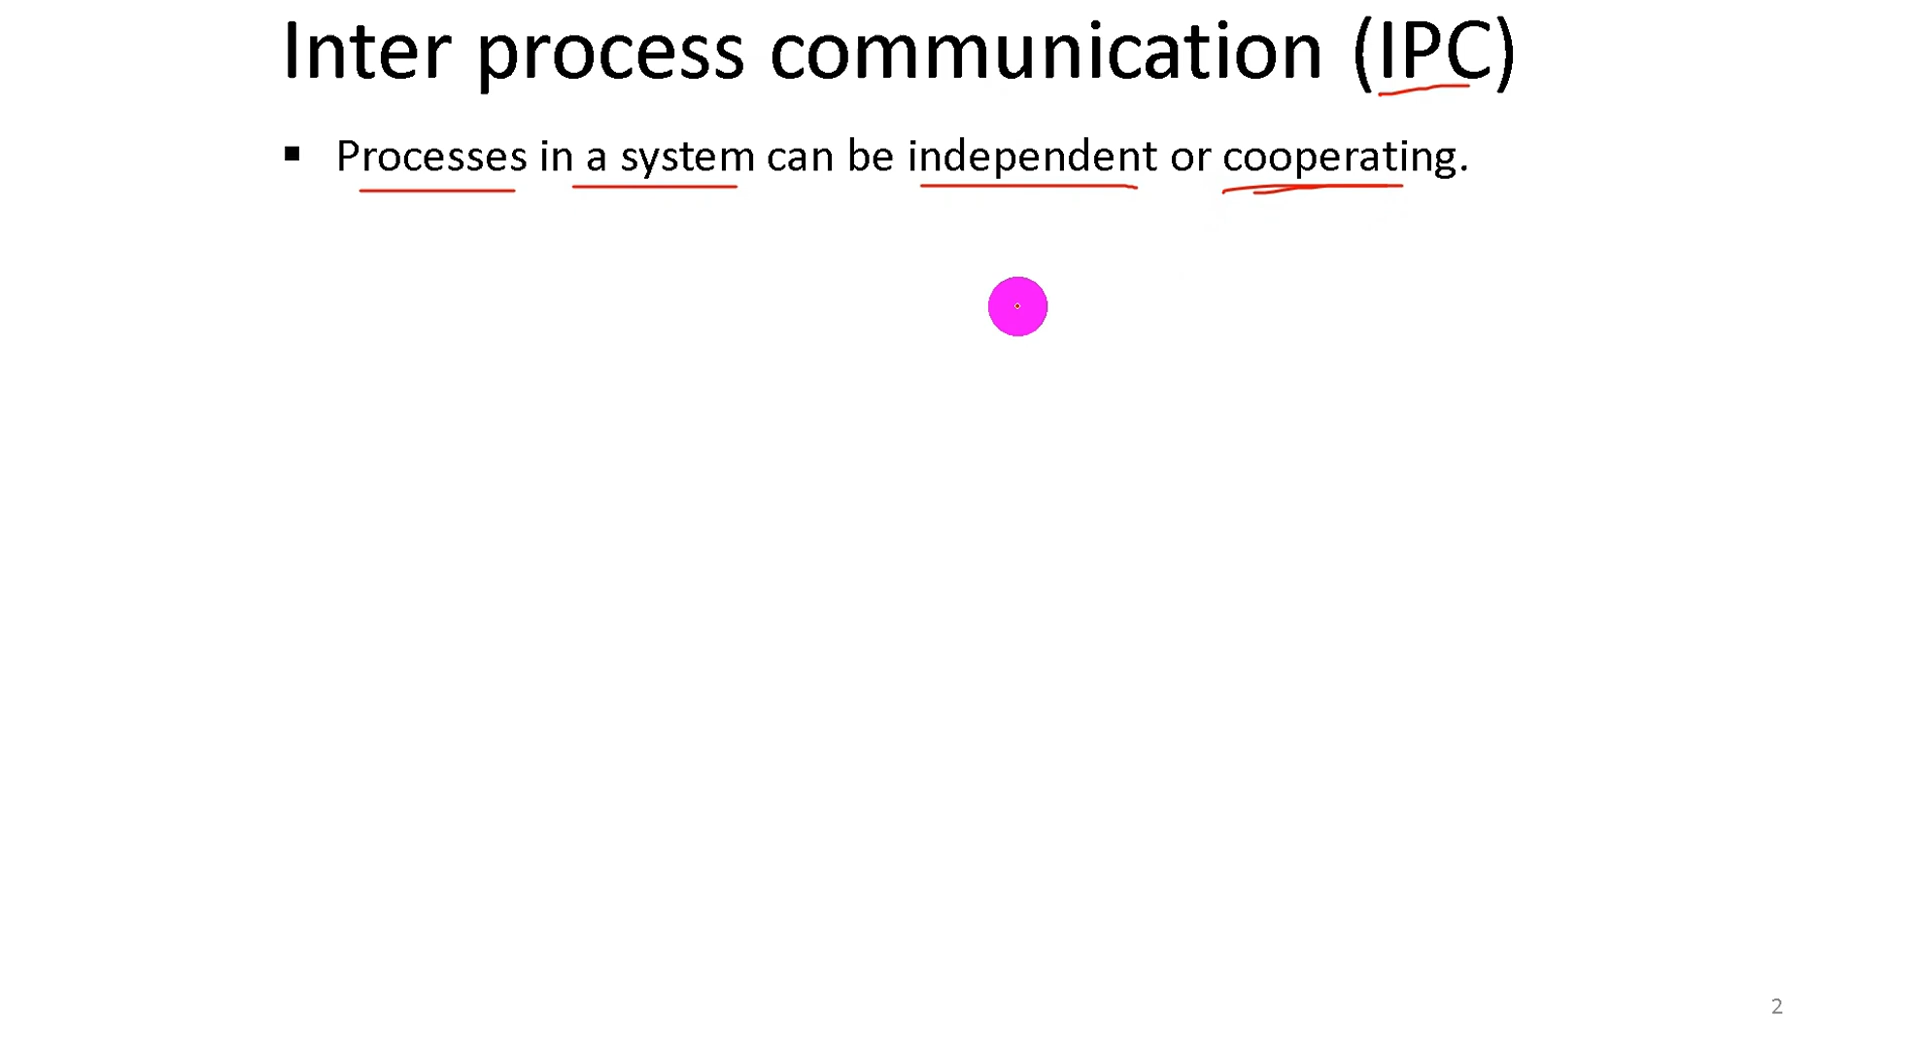 Inter process communication (IPC)
▪ Processes in a system can be independent or cooperating.
2